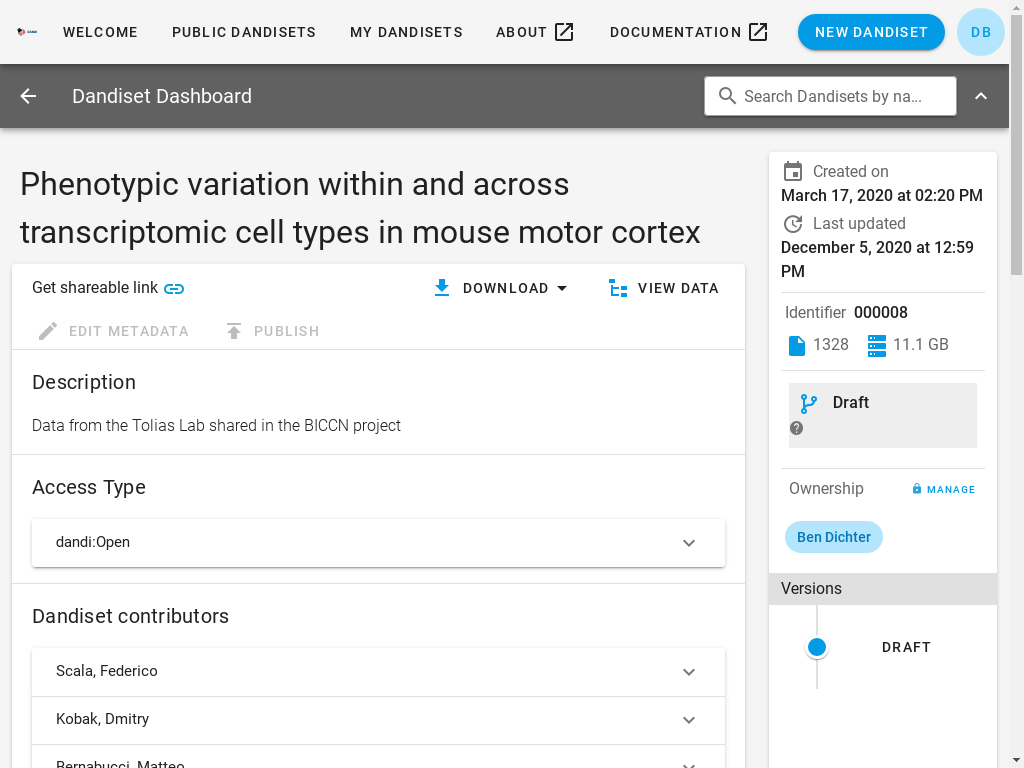 WELCOME PUBLIC DANDISETS MY DANDISETS ABOUT DOCUMENTATION NEW DANDISET DB
Dandiset Dashboard Search Dandisets by na...
Phenotypic variation within and across
transcriptomic cell types in mouse motor cortex
Get shareable link DOWNLOAD VIEW DATA
EDIT METADATA PUBLISH
Description
Data from the Tolias Lab shared in the BICCN project
Access Type
dandi:Open
Dandiset contributors
Scala, Federico
Kobak, Dmitry
Bernabucci, Matteo
Created on
March 17, 2020 at 02:20 PM
Last updated
December 5, 2020 at 12:59
PM
Identifier 000008
1328 11.1 GB
Draft
?
Ownership MANAGE
Ben Dichter
Versions
DRAFT